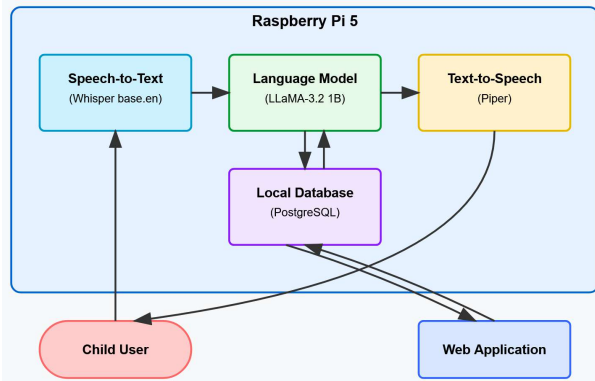 Raspberry Pi 5
Speech-to-Text
(Whisper base.en)
Language Model
(LLaMA-3.2 1B)
Text-to-Speech
(Piper)
Local Database
(PostgreSQL)
Child User
Web Application